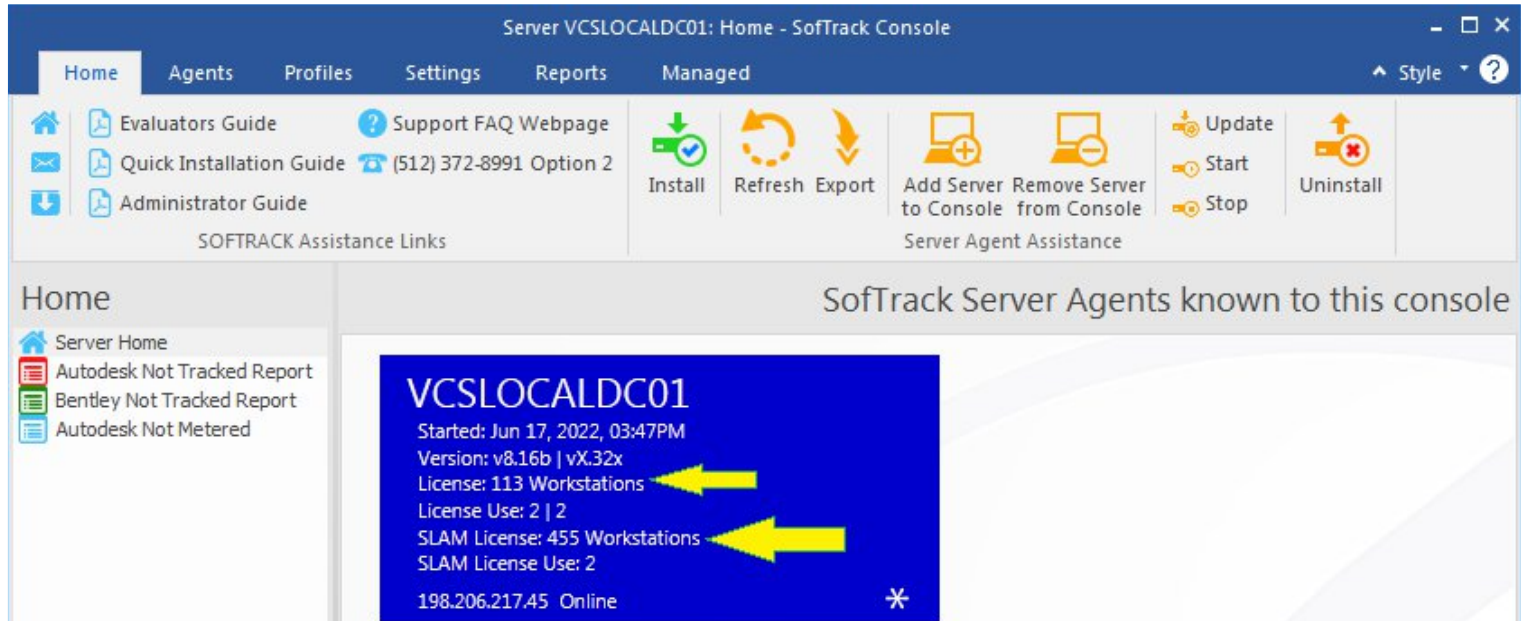 Server VCSLOCALDC01: Home - SofTrack Console
Home Agents Profiles Settings Reports Managed Style
Evaluators Guide
Quick Installation Guide
Administrator Guide
Support FAQ Webpage
(512) 372-8991 Option 2
SOFTRACK Assistance Links
Install
Refresh
Export
Add Server
to Console
Remove Server
from Console
Update
Start
Stop
Uninstall
Server Agent Assistance
Home
Server Home
Autodesk Not Tracked Report
Bentley Not Tracked Report
Autodesk Not Metered
SofTrack Server Agents known to this console
VCSLOCALDC01
Started: Jun 17, 2022, 03:47PM
Version: v8.16b | vX.32x
License: 113 Workstations
License Use: 2 | 2
SLAM License: 455 Workstations
SLAM License Use: 2
198.206.217.45 Online